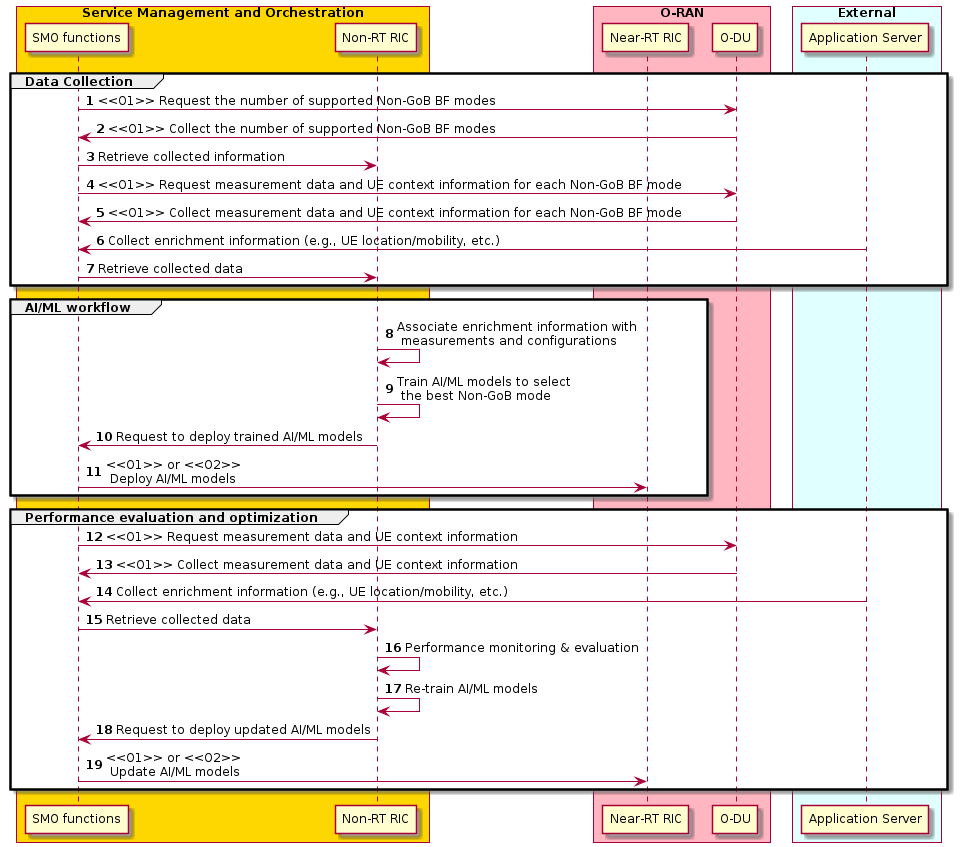 Service Management and Orchestration
O-RAN
External
SMO functions
Non-RT RIC
Near-RT RIC
O-DU
Application Server
Data Collection
1 <<O1>> Request the number of supported Non-GoB BF modes
2 <<O1>> Collect the number of supported Non-GoB BF modes
3 Retrieve collected information
4 <<O1>> Request measurement data and UE context information for each Non-GoB BF mode
5 <<O1>> Collect measurement data and UE context information for each Non-GoB BF mode
6 Collect enrichment information (e.g., UE location/mobility, etc.)
7 Retrieve collected data
AI/ML workflow
8 Associate enrichment information with
measurements and configurations
9 Train AI/ML models to select
the best Non-GoB mode
10 Request to deploy trained AI/ML models
11 <<O1>> or <<O2>>
Deploy AI/ML models
Performance evaluation and optimization
12 <<O1>> Request measurement data and UE context information
13 <<O1>> Collect measurement data and UE context information
14 Collect enrichment information (e.g., UE location/mobility, etc.)
15 Retrieve collected data
16 Performance monitoring & evaluation
17 Re-train AI/ML models
18 Request to deploy updated AI/ML models
19 <<O1>> or <<O2>>
Update AI/ML models
SMO functions
Non-RT RIC
Near-RT RIC
O-DU
Application Server